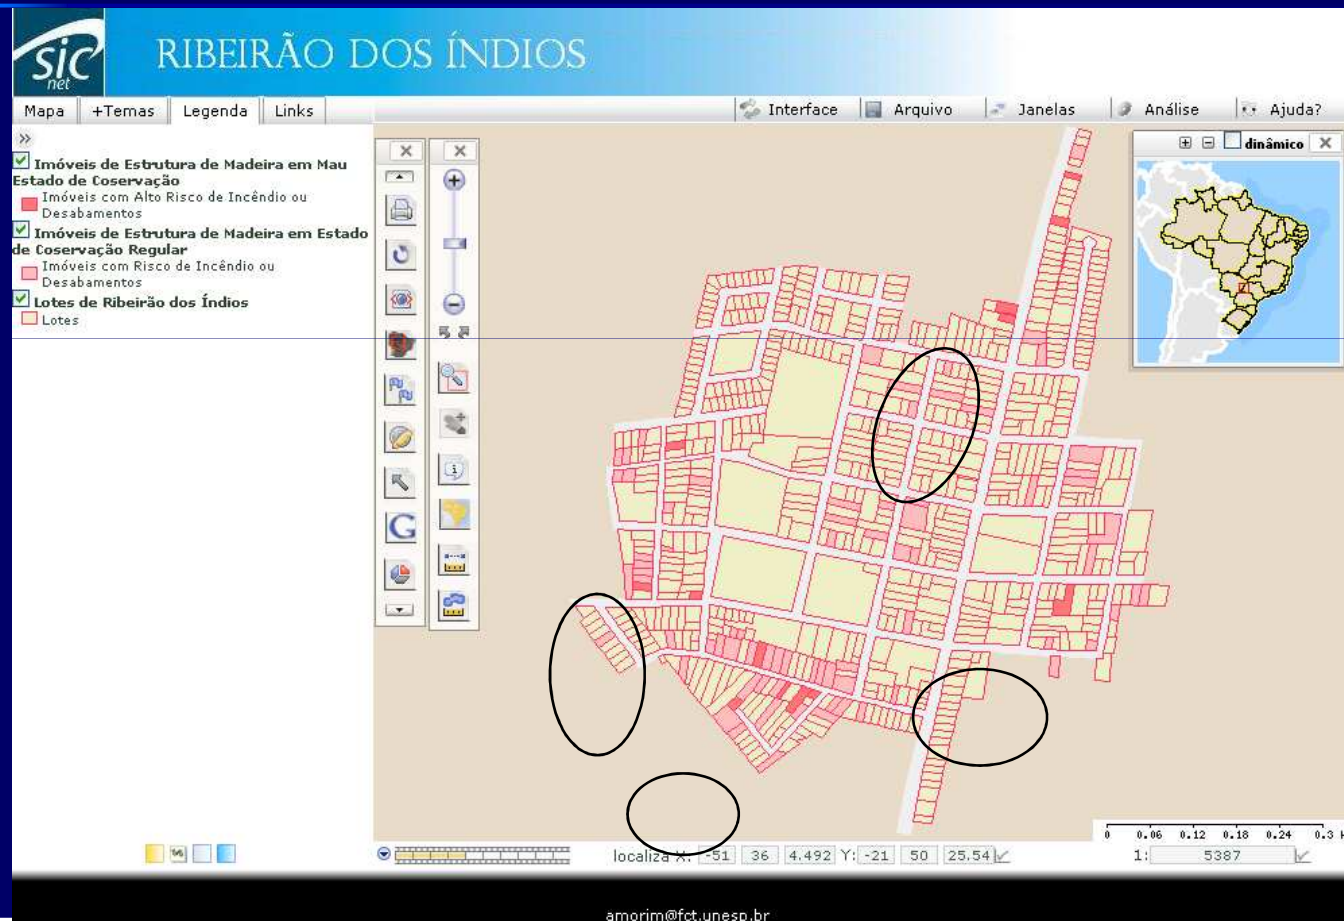 sic
net
RIBEIRÃO DOS ÍNDIOS
Mapa +Temas Legenda Links
Interface Arquivo Janelas Análise Ajuda?
Imóveis de Estrutura de Madeira em Mau
Estado de Coservação
Imóveis com Alto Risco de Incêndio ou
Desabamentos
Imóveis de Estrutura de Madeira em Estado
de Coservação Regular
Imóveis com Risco de Incêndio ou
Desabamentos
Lotes de Ribeirão dos Índios
Lotes
dinâmico
G
i
0 0.06 0.12 0.18 0.24 0.3
localiza X: -51 36 4.492 Y: -21 50 25.54
1: 5387
amorim@fct.unesp.br